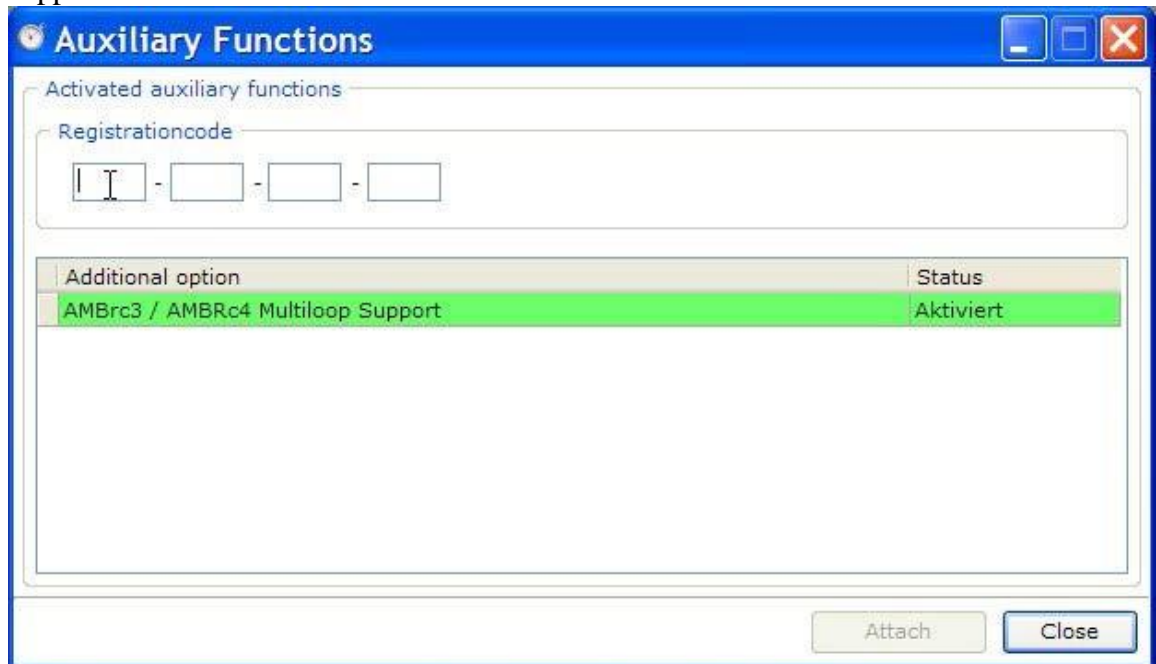 Auxiliary Functions
Activated auxiliary functions
Registrationcode
- - -
Additional option Status
AMBrc3 / AMBRc4 Multiloop Support Aktiviert
Attach Close